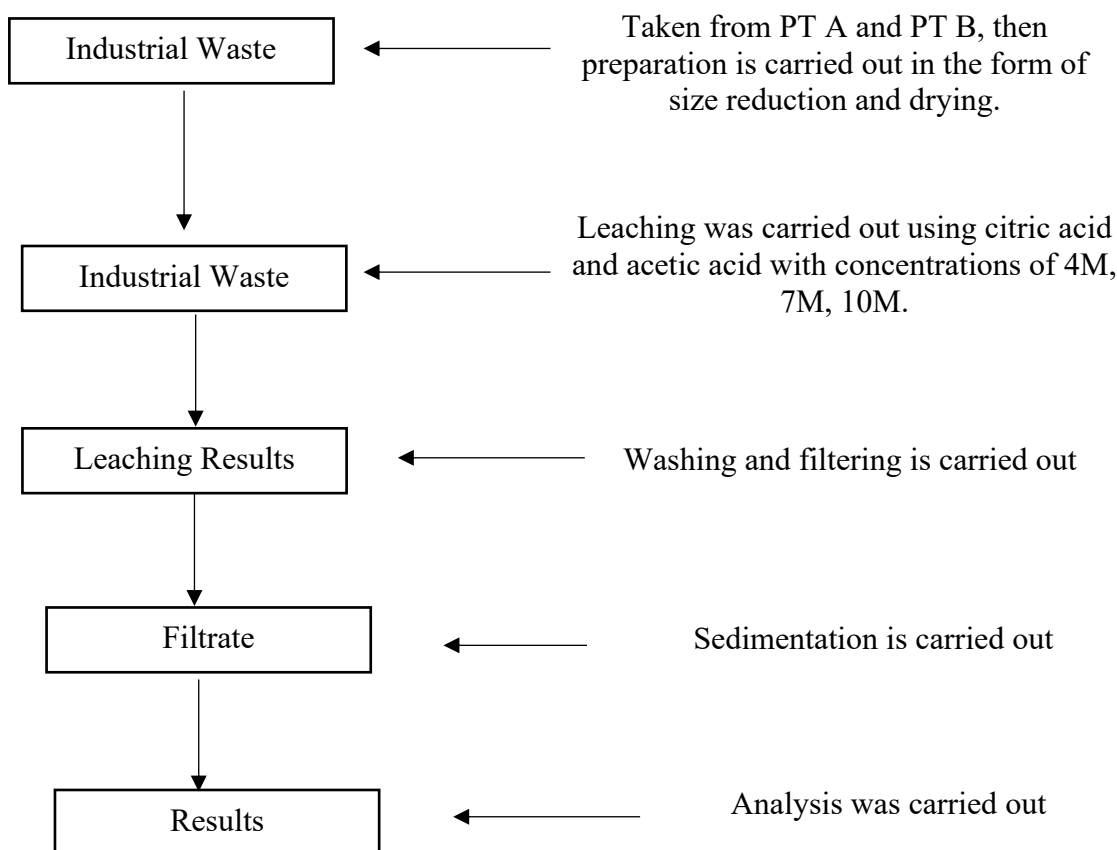 Industrial Waste
Taken from PT A and PT B, then
preparation is carried out in the form of
size reduction and drying.
Industrial Waste
Leaching was carried out using citric acid
and acetic acid with concentrations of 4M,
7M, 10M.
Leaching Results
Washing and filtering is carried out
Filtrate
Sedimentation is carried out
Results
Analysis was carried out